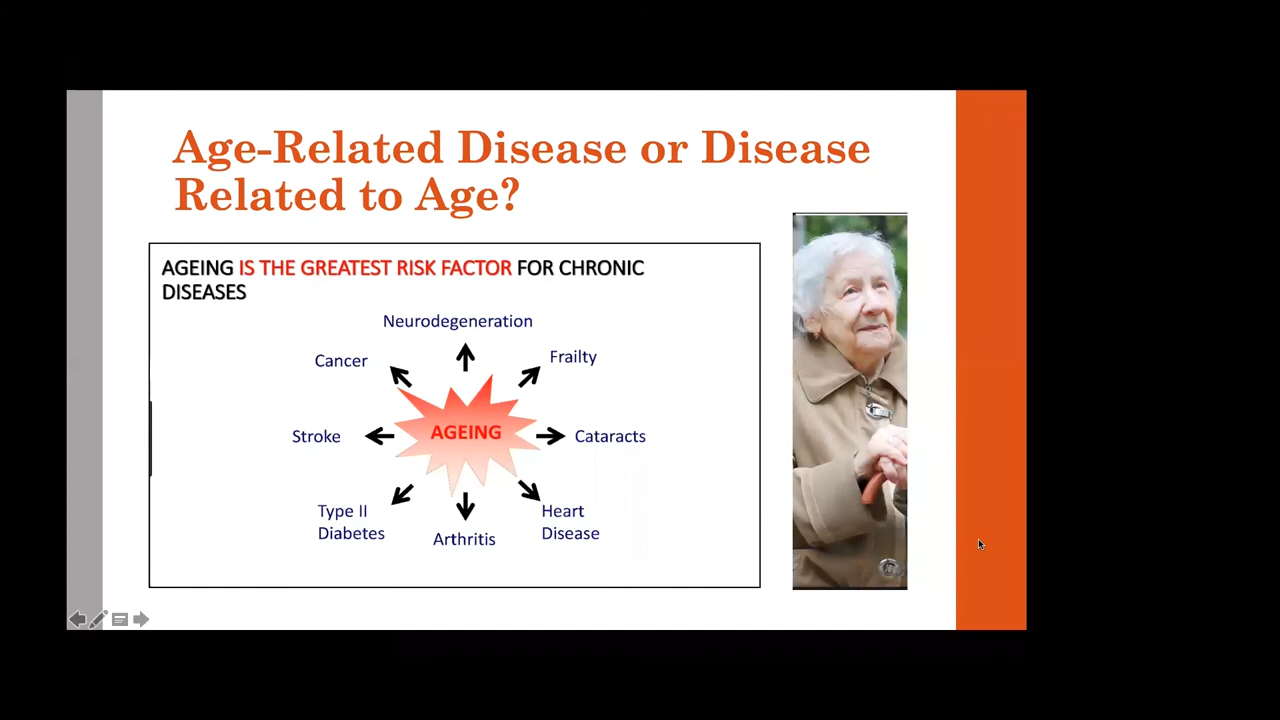 Age-Related Disease or Disease
Related to Age?
AGEING IS THE GREATEST RISK FACTOR FOR CHRONIC
DISEASES
Neurodegeneration
Cancer
Frailty
Stroke
AGEING
Cataracts
Type II
Diabetes
Arthritis
Heart
Disease